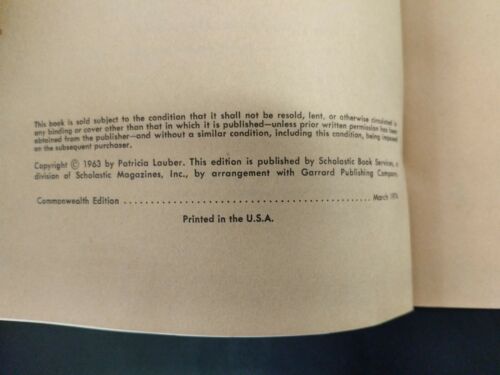 This book is sold subject to the condition that it shall not be resold, lent, or otherwise circulated in
any binding or cover other than that in which it is published—unless prior written permission has been
obtained from the publisher—and without a similar condition, including this condition, being imposed
on the subsequent purchaser.
Copyright © 1963 by Patricia Lauber. This edition is published by Scholastic Book Services, a
division of Scholastic Magazines, Inc., by arrangement with Garrard Publishing Company.
Commonwealth Edition ................................................................ March 1974
Printed in the U.S.A.